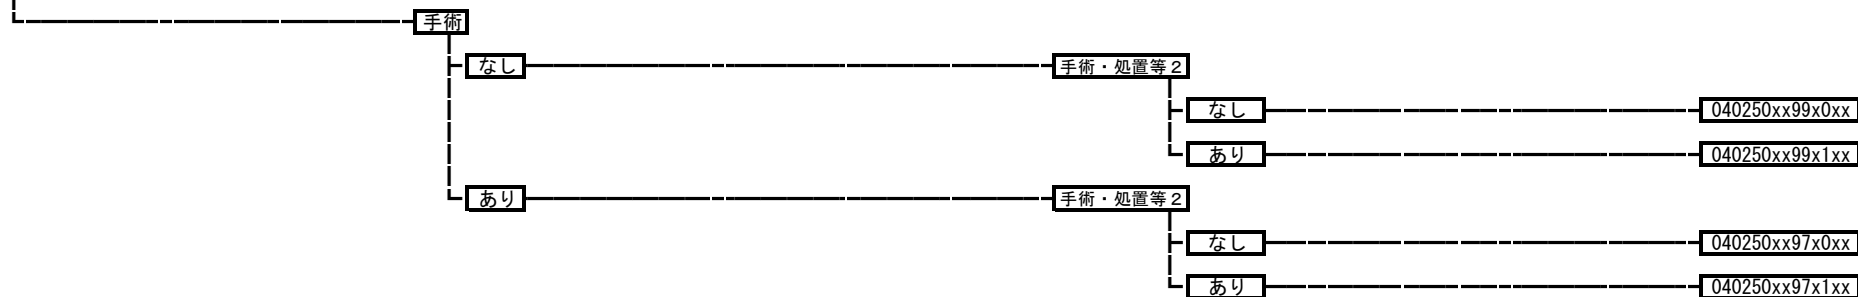 手術
なし 手術・処置等２
なし 040250xx99x0xx
あり 040250xx99x1xx
あり 手術・処置等２
なし 040250xx97x0xx
あり 040250xx97x1xx